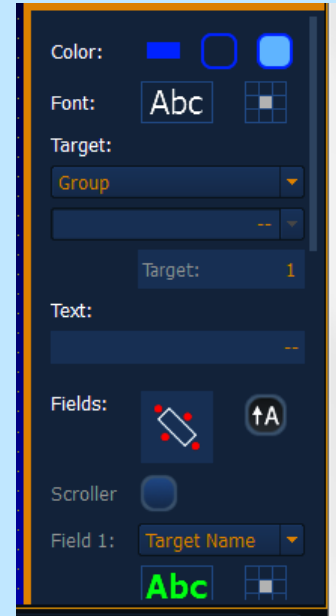 Color:
Font: Abc
Target:
Group
--
Target: 1
Text:
--
Fields: A
Scroller
Field 1: Target Name
Abc